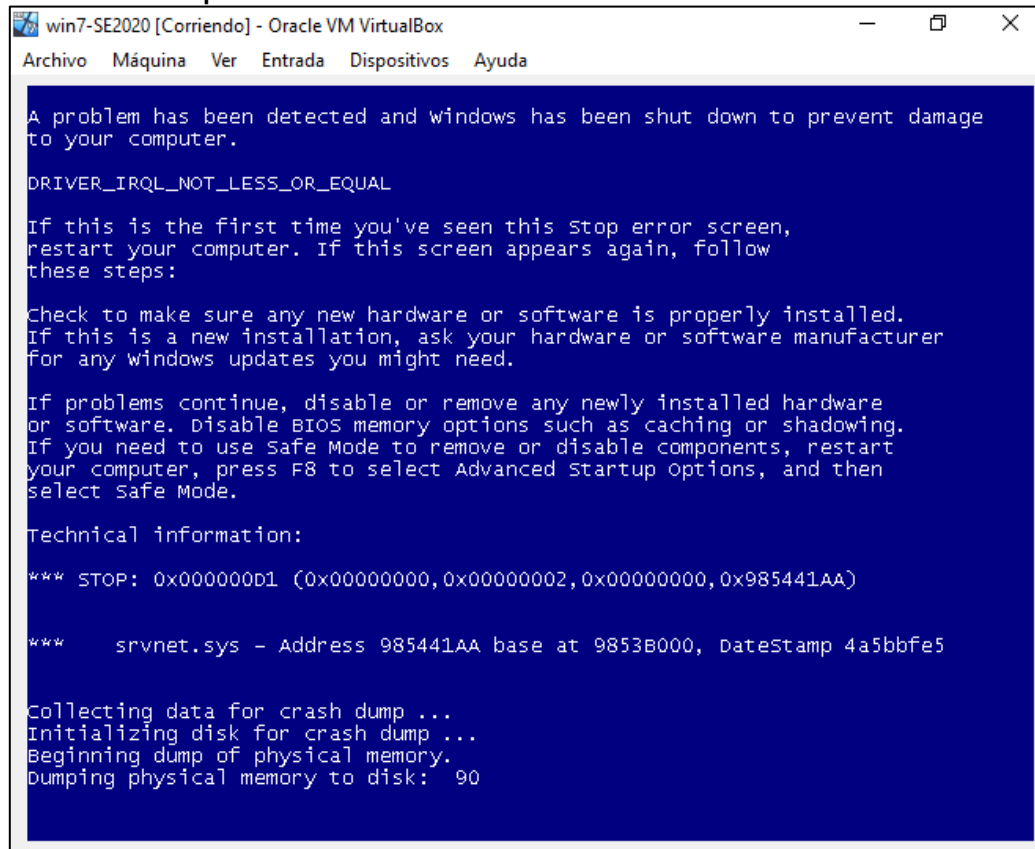 win7-SE2020 [Corriendo] - Oracle VM VirtualBox
Archivo Máquina Ver Entrada Dispositivos Ayuda
A problem has been detected and Windows has been shut down to prevent damage
to your computer.
DRIVER_IRQL_NOT_LESS_OR_EQUAL
If this is the first time you've seen this Stop error screen,
restart your computer. If this screen appears again, follow
these steps:
Check to make sure any new hardware or software is properly installed.
If this is a new installation, ask your hardware or software manufacturer
for any Windows updates you might need.
If problems continue, disable or remove any newly installed hardware
or software. Disable BIOS memory options such as caching or shadowing.
If you need to use Safe Mode to remove or disable components, restart
your computer, press F8 to select Advanced Startup Options, and then
select Safe Mode.
Technical information:
*** STOP: 0x000000D1 (0x00000000,0x00000002,0x00000000,0x985441AA)
*** srvnet.sys – Address 985441AA base at 9853B000, DateStamp 4a5bbfe5
Collecting data for crash dump ...
Initializing disk for crash dump ...
Beginning dump of physical memory.
Dumping physical memory to disk: 90